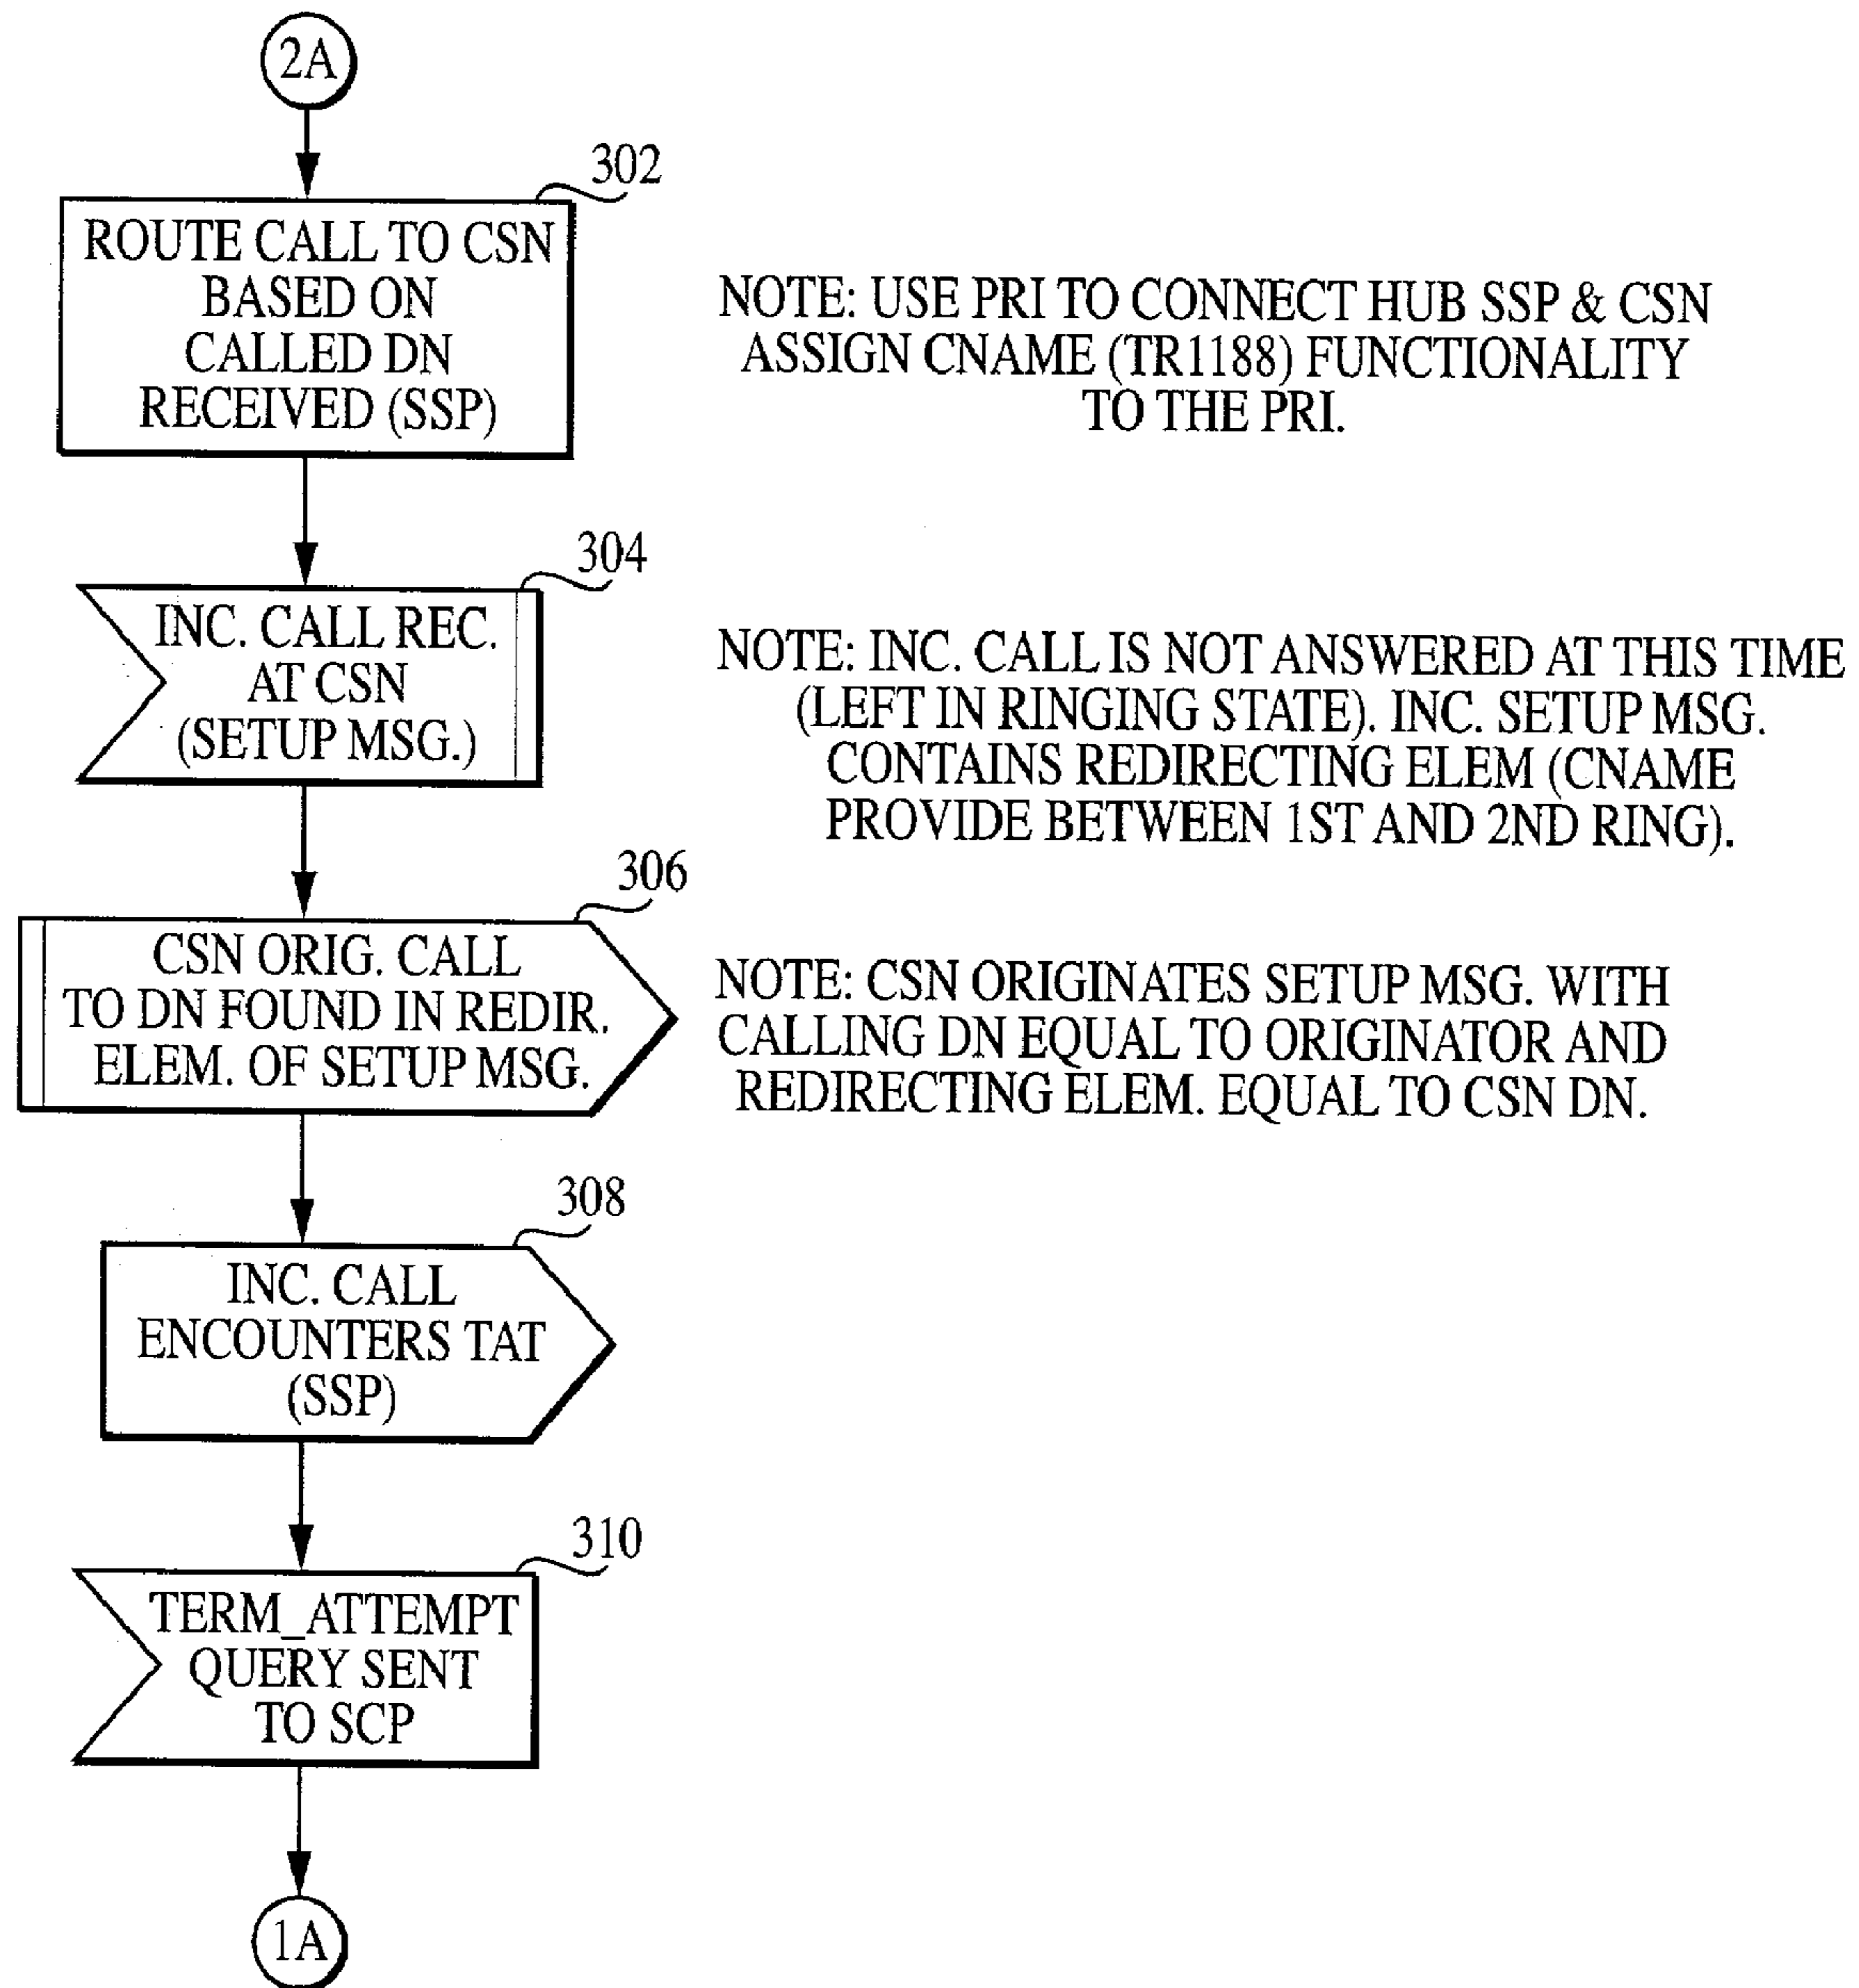 2A
302
ROUTE CALL TO CSN
BASED ON
CALLED DN
RECEIVED (SSP)
NOTE: USE PRI TO CONNECT HUB SSP & CSN
ASSIGN CNAME (TR1188) FUNCTIONALITY
TO THE PRI.
304
INC. CALL REC.
AT CSN
(SETUP MSG.)
NOTE: INC. CALL IS NOT ANSWERED AT THIS TIME
(LEFT IN RINGING STATE). INC. SETUP MSG.
CONTAINS REDIRECTING ELEM (CNAME
PROVIDE BETWEEN 1ST AND 2ND RING).
306
CSN ORIG. CALL
TO DN FOUND IN REDIR.
ELEM. OF SETUP MSG.
NOTE: CSN ORIGINATES SETUP MSG. WITH
CALLING DN EQUAL TO ORIGINATOR AND
REDIRECTING ELEM. EQUAL TO CSN DN.
308
INC. CALL
ENCOUNTERS TAT
(SSP)
310
TERM_ATTEMPT
QUERY SENT
TO SCP
1A